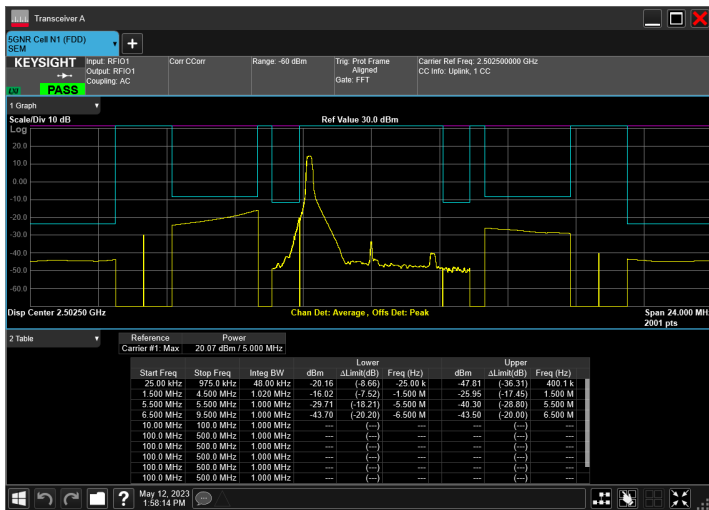 Transceiver A
5GNR Cell N1 (FDD)
SEM
KEYSIGHT
PASS
Input: RFIO1
Output: RFIO1
Coupling: AC
Corr CCorr
Range: -60 dBm
Trig: Prot Frame
Aligned
Gate: FFT
Carrier Ref Freq: 2.502500000 GHz
CC Info: Uplink, 1 CC
1 Graph
Scale/Div 10 dB
Ref Value 30.0 dBm
Log
20.0
10.0
0.00
-10.0
-20.0
-30.0
-40.0
-50.0
-60.0
Disp Center 2.50250 GHz
Chan Det: Average, Offs Det: Peak
Span 24.000 MH
2001 pts
2 Table
Reference Power
Carrier #1: Max 20.07 dBm / 5.000 MHz
Lower Upper
Start Freq Stop Freq Integ BW dBm ΔLimit(dB) Freq (Hz) dBm ΔLimit(dB) Freq (Hz)
25.00 kHz 975.0 kHz 48.00 kHz -20.16 (-8.66) -25.00 k -47.81 (-36.31) 400.1 k
1.500 MHz 4.500 MHz 1.020 MHz -16.02 (-7.52) -1.500 M -25.95 (-17.45) 1.500 M
5.500 MHz 5.500 MHz 1.000 MHz -29.71 (-18.21) -5.500 M -40.30 (-28.80) 5.500 M
6.500 MHz 9.500 MHz 1.000 MHz -43.70 (-20.20) -6.500 M -43.50 (-20.00) 6.500 M
10.00 MHz 100.0 MHz 1.000 MHz --- (---) --- --- (---) ---
100.0 MHz 500.0 MHz 1.000 MHz --- (---) --- --- (---) ---
100.0 MHz 500.0 MHz 1.000 MHz --- (---) --- --- (---) ---
100.0 MHz 500.0 MHz 1.000 MHz --- (---) --- --- (---) ---
100.0 MHz 500.0 MHz 1.000 MHz --- (---) --- --- (---) ---
100.0 MHz 500.0 MHz 1.000 MHz --- (---) --- --- (---) ---
May 12, 2023
1:58:14 PM